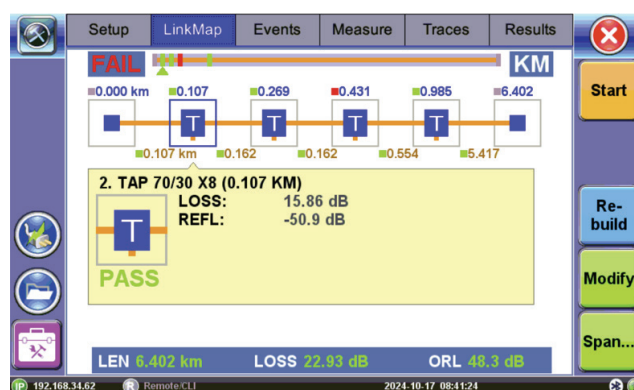 Setup LinkMap Events Measure Traces Results
FAIL KM
0.000 km 0.107 0.269 0.431 0.985 6.402
T T T T
0.107 km 0.162 0.162 0.554 5.417
2. TAP 70/30 X8 (0.107 KM)
LOSS: 15.86 dB
REFL: -50.9 dB
T
PASS
LEN 6.402 km LOSS 22.93 dB ORL 48.3 dB
Start
Re-
build
Modify
Span...
IP 192.168.34.62 R Remote/CLI 2024-10-17 08:41:24